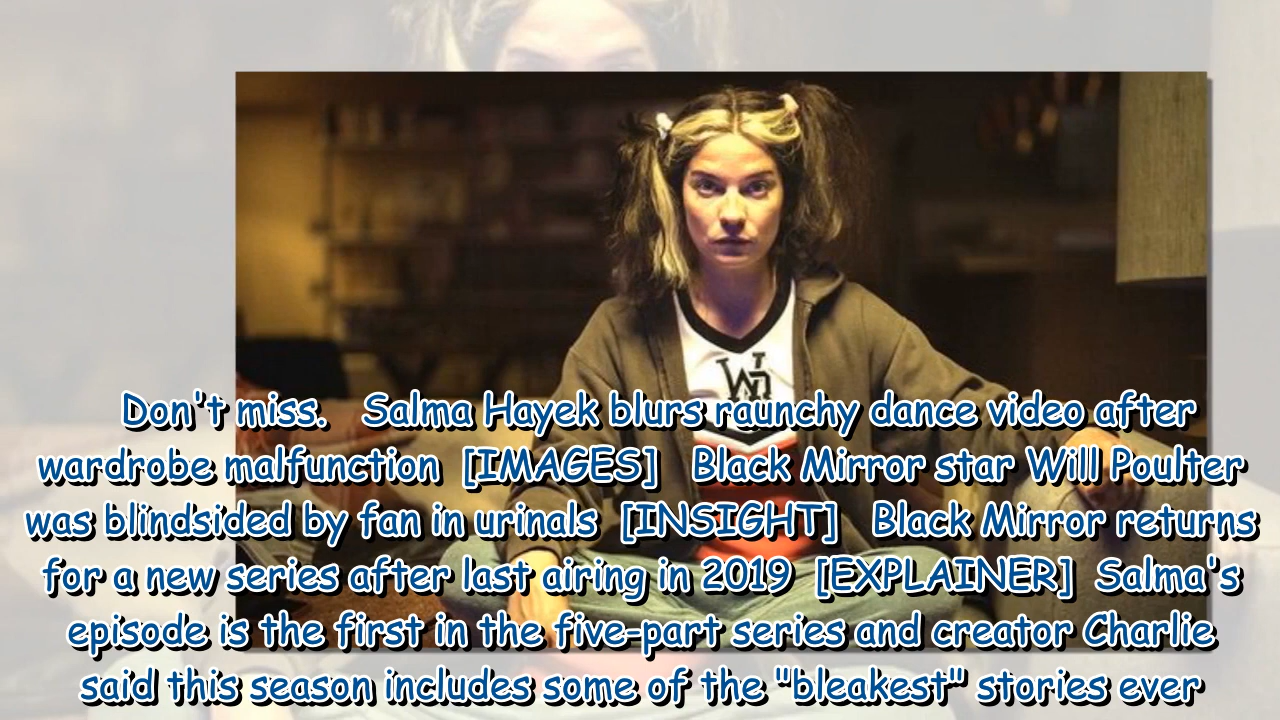 WD
Don't miss. Salma Hayek blurs raunchy dance video after
wardrobe malfunction [IMAGES] Black Mirror star Will Poulter
was blindsided by fan in urinals [INSIGHT] Black Mirror returns
for a new series after last airing in 2019 [EXPLAINER] Salma's
episode is the first in the five-part series and creator Charlie
said this season includes some of the "bleakest" stories ever